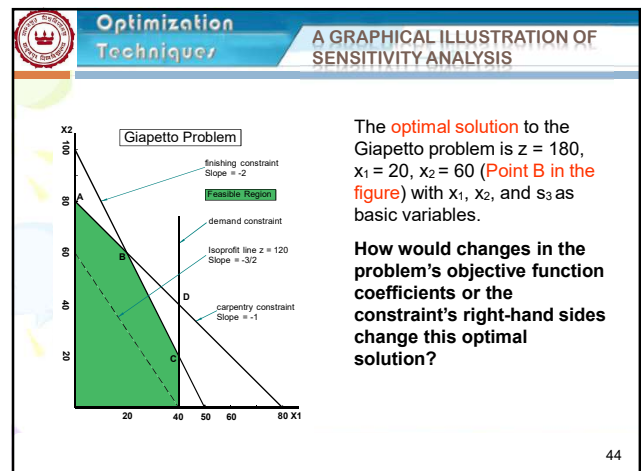 Optimization
Techniques
A GRAPHICAL ILLUSTRATION OF
SENSITIVITY ANALYSIS
X2
Giapetto Problem
100
finishing constraint
Slope = -2
Feasible Region
A
80
demand constraint
Isoprofit line z = 120
Slope = -3/2
60
B
D
40
carpentry constraint
Slope = -1
20
C
20
40
50
60
80
X1
The optimal solution to the
Giapetto problem is z = 180,
x₁ = 20, x₂ = 60 (Point B in the
figure) with x₁, x₂, and s₃ as
basic variables.
How would changes in the
problem’s objective function
coefficients or the
constraint’s right-hand sides
change this optimal
solution?
44